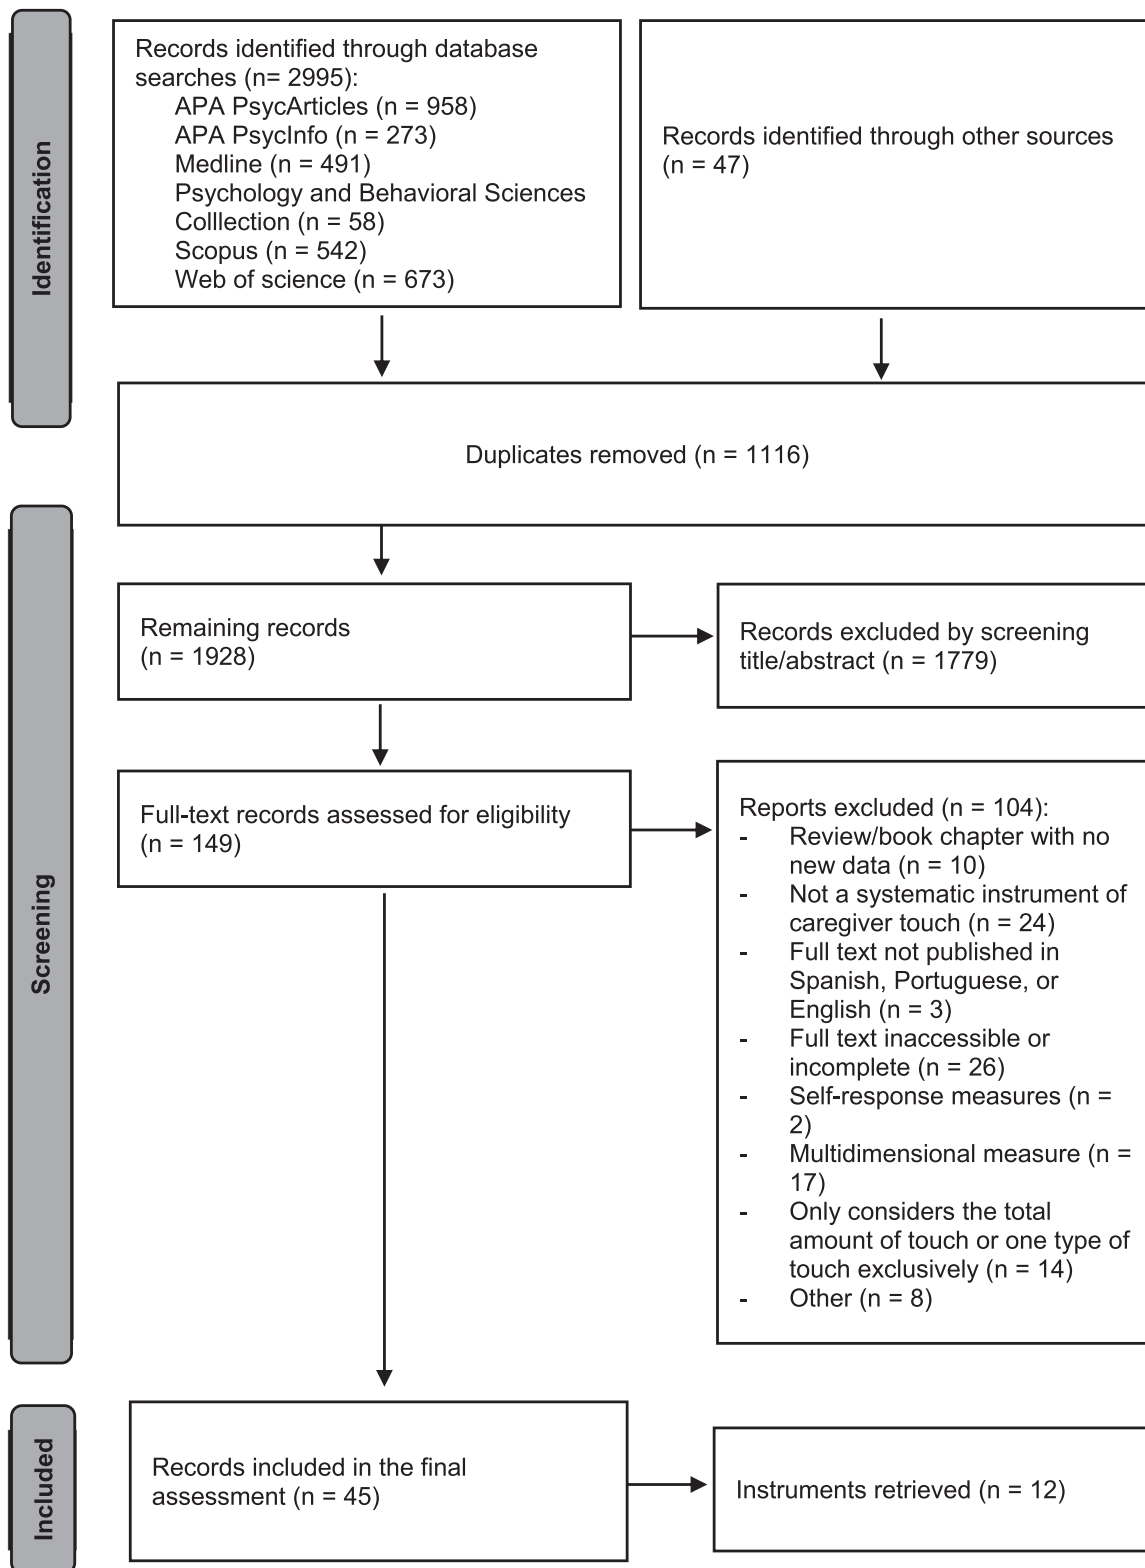 Identification
Records identified through database
searches (n= 2995):
APA PsycArticles (n = 958)
APA PsycInfo (n = 273)
Medline (n = 491)
Psychology and Behavioral Sciences
Colllection (n = 58)
Scopus (n = 542)
Web of science (n = 673)
Records identified through other sources
(n = 47)
Duplicates removed (n = 1116)
Screening
Remaining records
(n = 1928)
Records excluded by screening
title/abstract (n = 1779)
Full-text records assessed for eligibility
(n = 149)
Reports excluded (n = 104):
- Review/book chapter with no
new data (n = 10)
- Not a systematic instrument of
caregiver touch (n = 24)
- Full text not published in
Spanish, Portuguese, or
English (n = 3)
- Full text inaccessible or
incomplete (n = 26)
- Self-response measures (n =
2)
- Multidimensional measure (n =
17)
- Only considers the total
amount of touch or one type of
touch exclusively (n = 14)
- Other (n = 8)
Included
Records included in the final
assessment (n = 45)
Instruments retrieved (n = 12)